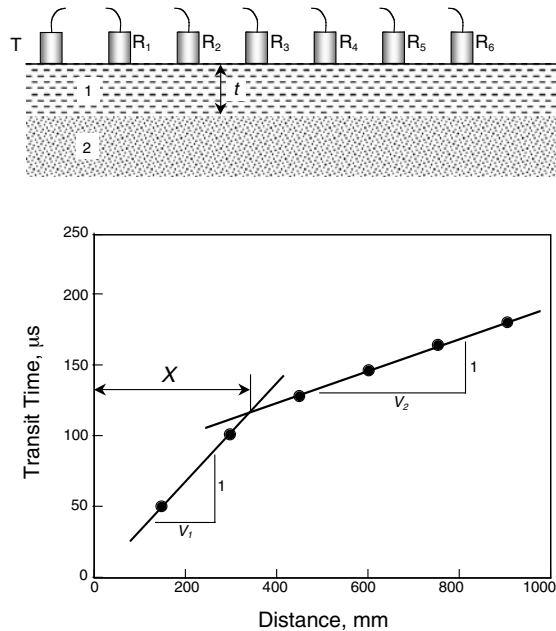 T R₁ R₂ R₃ R₄ R₅ R₆
1
t
2
250
200
150
100
50
0
Transit Time, μs
X
1
V₂
1
V₁
0 200 400 600 800 1000
Distance, mm